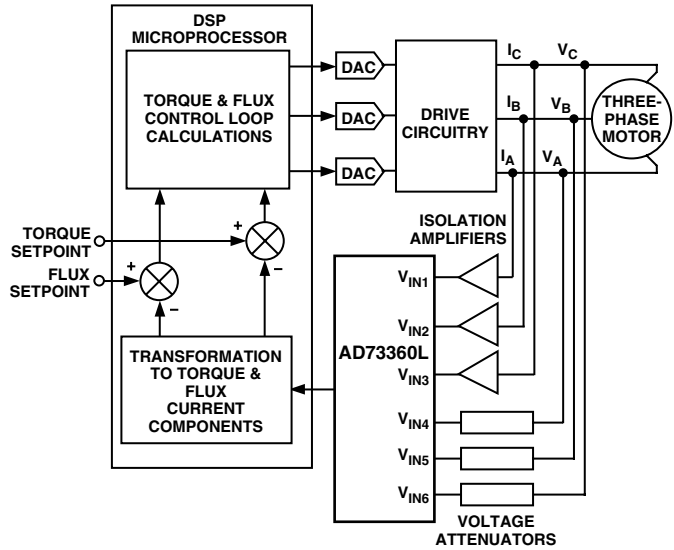 DSP
MICROPROCESSOR
TORQUE & FLUX
CONTROL LOOP
CALCULATIONS
DAC
DAC
DAC
DRIVE
CIRCUITRY
I_C
V_C
I_B
V_B
I_A
V_A
THREE-
PHASE
MOTOR
TORQUE
SETPOINT
+
–
FLUX
SETPOINT
+
–
ISOLATION
AMPLIFIERS
TRANSFORMATION
TO TORQUE &
FLUX
CURRENT
COMPONENTS
V_IN1
V_IN2
AD73360L
V_IN3
V_IN4
V_IN5
V_IN6
VOLTAGE
ATTENUATORS